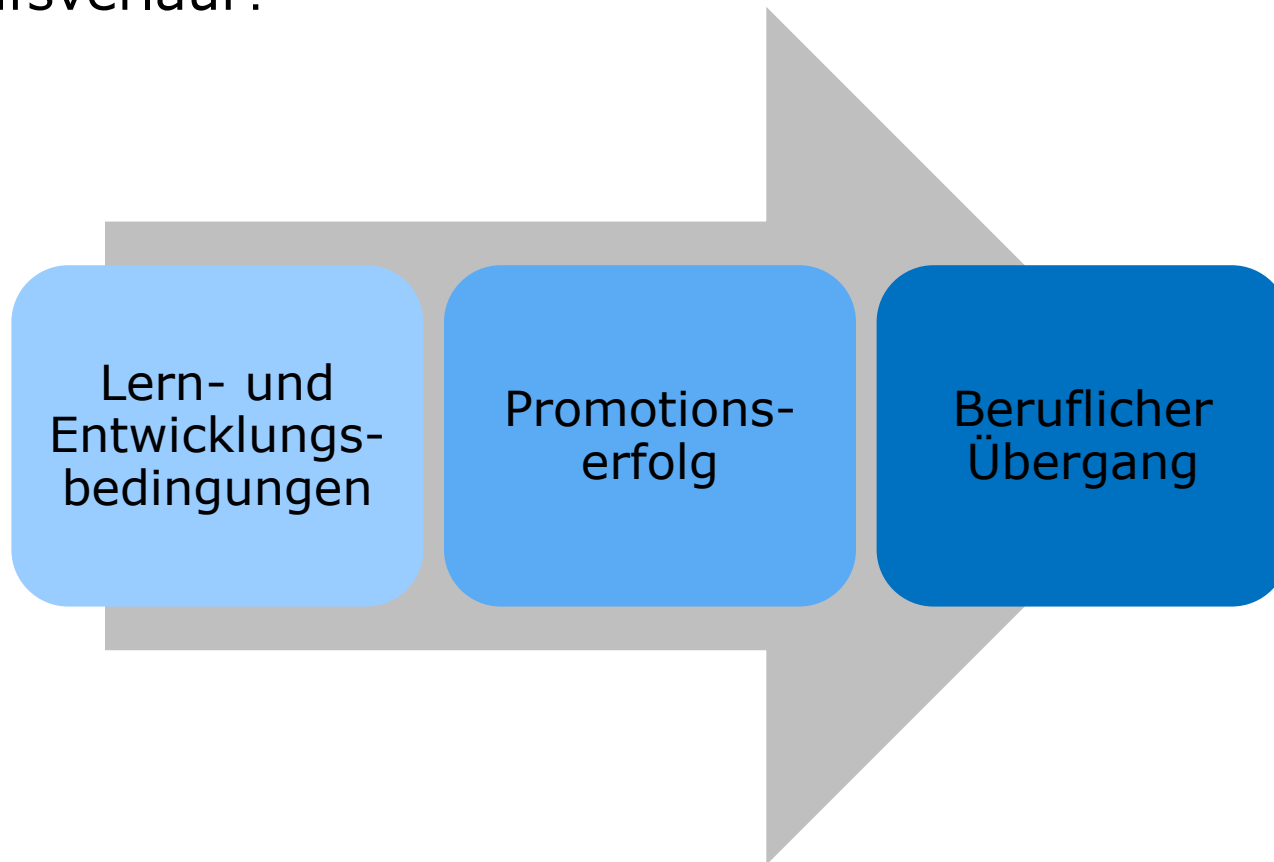 Lern- und
Entwicklungs-
bedingungen
Promotions-
erfolg
Beruflicher
Übergang